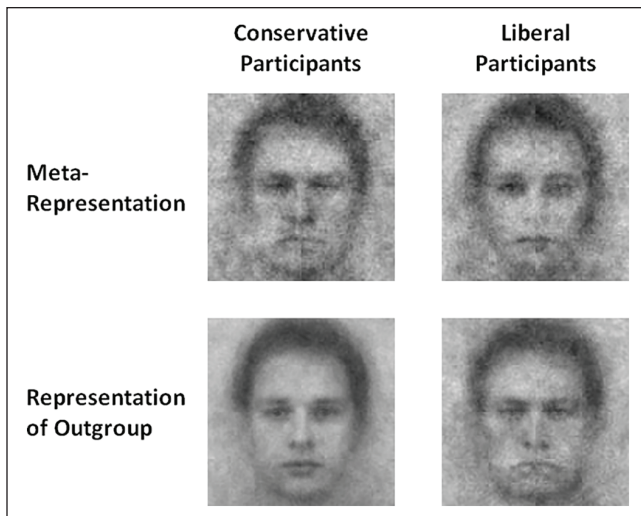 Conservative
Participants
Liberal
Participants
Meta-
Representation
Representation
of Outgroup